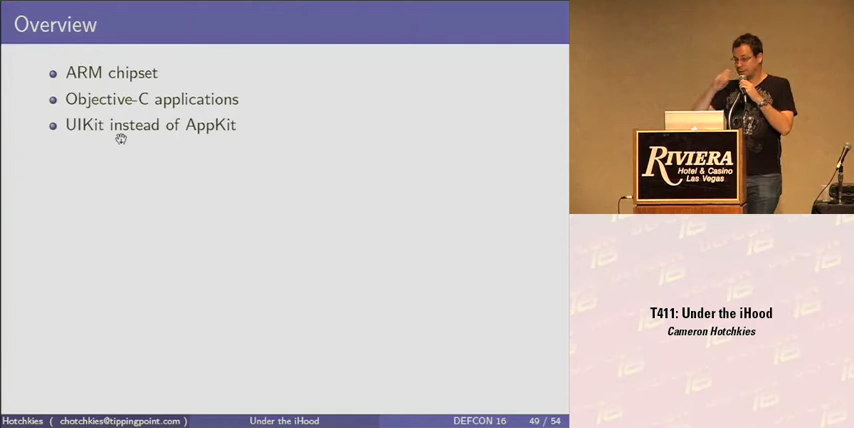 Overview
ARM chipset
Objective-C applications
UIKit instead of AppKit
Hotchkies ( chotchkies@tippingpoint.com ) Under the iHood DEFCON 16 49 / 54
RIVIERA
Hotel & Casino
Las Vegas
T411: Under the iHood
Cameron Hotchkies